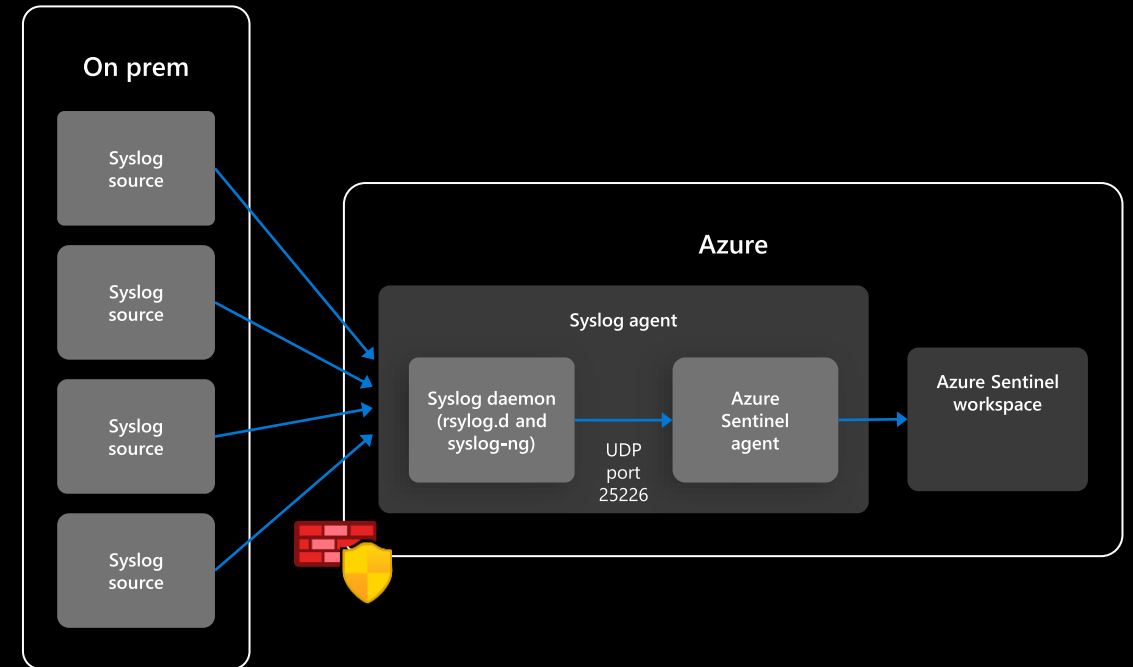 On prem
Syslog
source
Syslog
source
Syslog
source
Syslog
source
Azure
Syslog agent
Syslog daemon
(rsylog.d and
syslog-ng)
UDP
port
25226
Azure
Sentinel
agent
Azure Sentinel
workspace